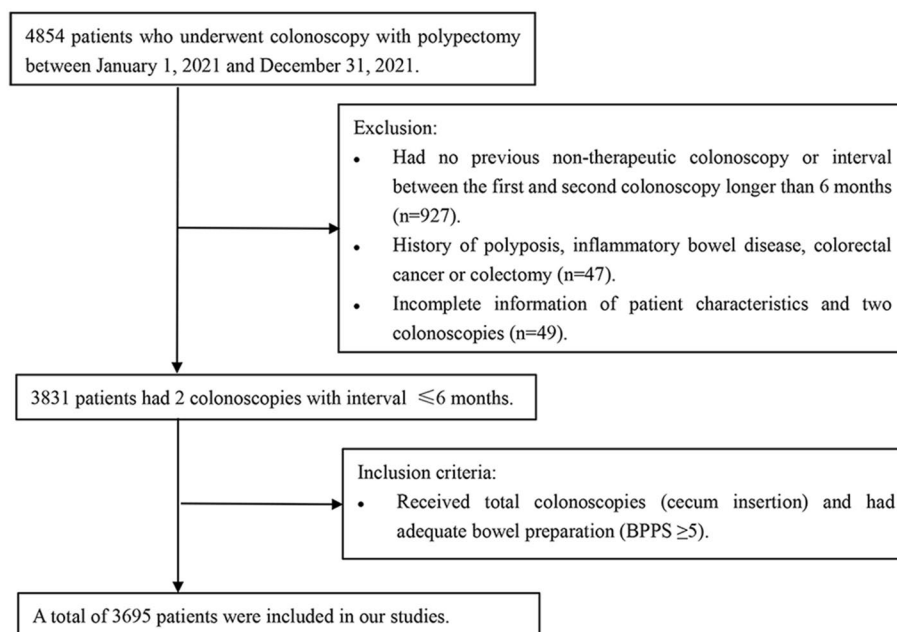 4854 patients who underwent colonoscopy with polypectomy
between January 1, 2021 and December 31, 2021.
Exclusion:
• Had no previous non-therapeutic colonoscopy or interval
between the first and second colonoscopy longer than 6 months
(n=927).
• History of polyposis, inflammatory bowel disease, colorectal
cancer or colectomy (n=47).
• Incomplete information of patient characteristics and two
colonoscopies (n=49).
3831 patients had 2 colonoscopies with interval ≤6 months.
Inclusion criteria:
• Received total colonoscopies (cecum insertion) and had
adequate bowel preparation (BPPS ≥5).
A total of 3695 patients were included in our studies.